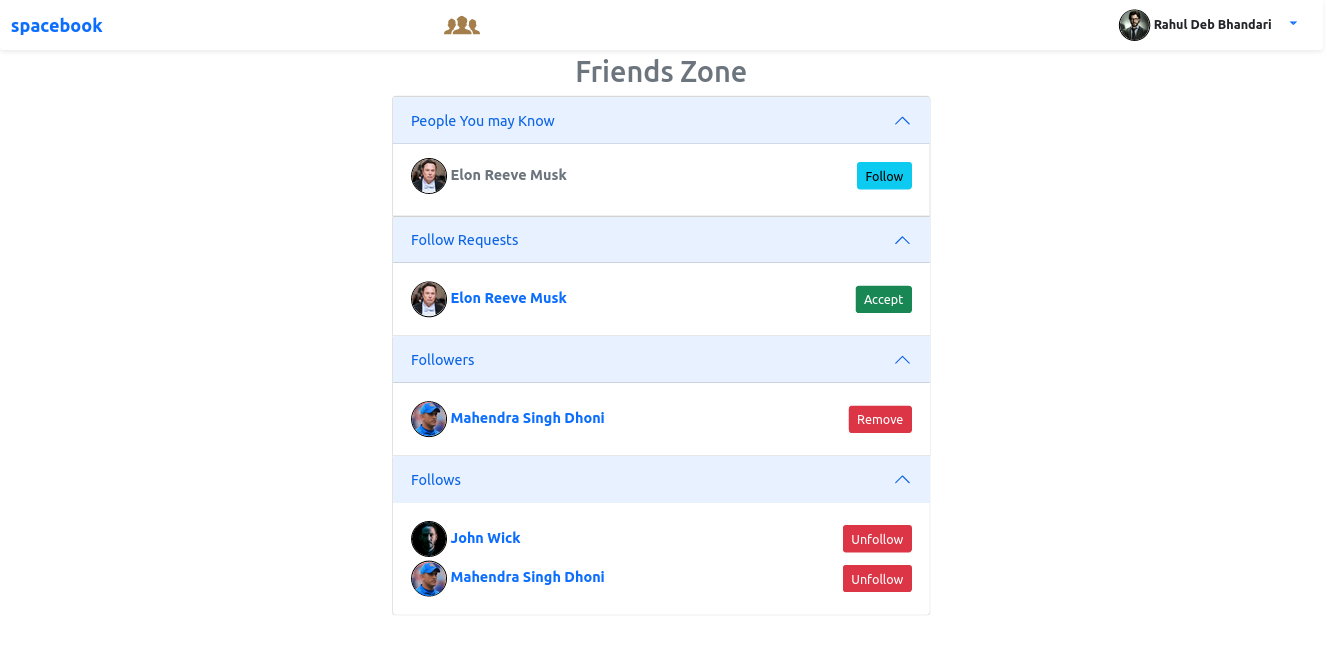 spacebook
Rahul Deb Bhandari
Friends Zone
People You may Know
Elon Reeve Musk Follow
Follow Requests
Elon Reeve Musk Accept
Followers
Mahendra Singh Dhoni Remove
Follows
John Wick Unfollow
Mahendra Singh Dhoni Unfollow